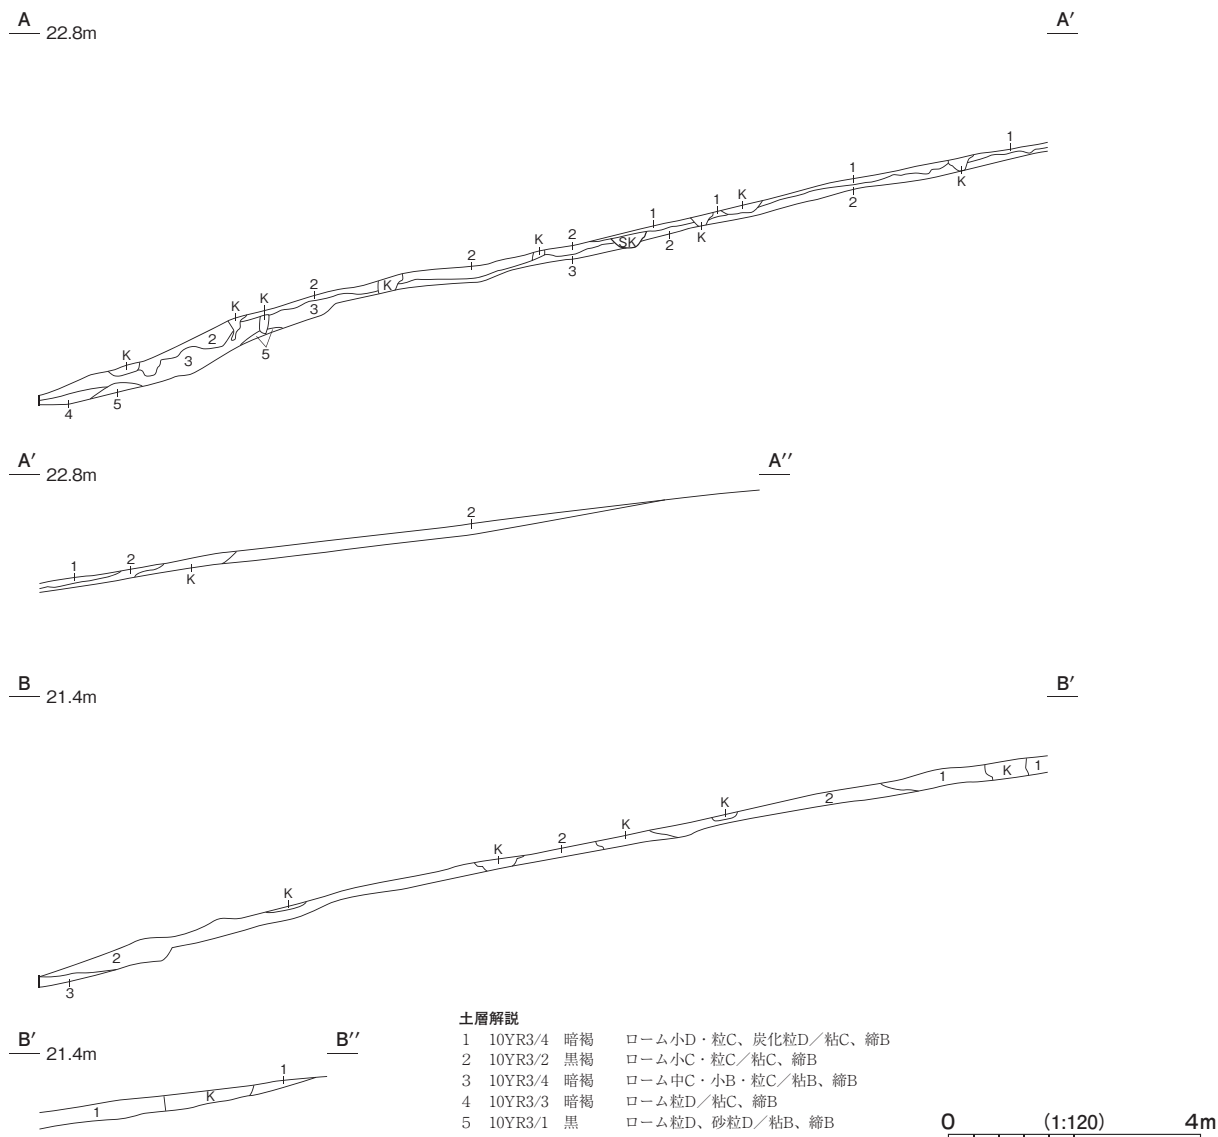 A A′
22.8m
1
1
K
1 K
1
2
K
2
K
SK 2
2
3
K
2
K
K
K
2
3
2
3
5
K
5
4
A′ A′′
22.8m
2
2
1
K
B B′
21.4m
1 K 1
2
K
K
2
K
K
2
3
B′ B′′
21.4m
1
K
1
土層解説
1 10YR3/4 暗褐 ローム小D・粒C、炭化粒D／粘C、締B
2 10YR3/2 黒褐 ローム小C・粒C／粘C、締B
3 10YR3/4 暗褐 ローム中C・小B・粒C／粘B、締B
4 10YR3/3 暗褐 ローム粒D／粘C、締B
5 10YR3/1 黒 ローム粒D、砂粒D／粘B、締B
0 (1:120) 4m